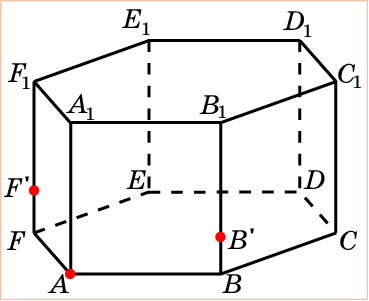 E₁ D₁
F₁ C₁
A₁ B₁
F' E D
F B' C
A B